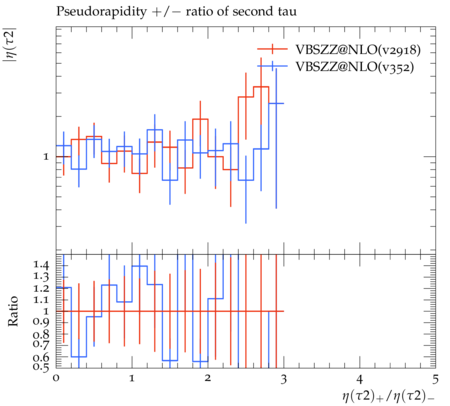 Pseudorapidity +/− ratio of second tau
|η(τ2|
VBSZZ@NLO(v2918)
VBSZZ@NLO(v352)
1
Ratio
1.4
1.3
1.2
1.1
1
0.9
0.8
0.7
0.6
0.5
0 1 2 3 4 5
η(τ2)₊/η(τ2)₋